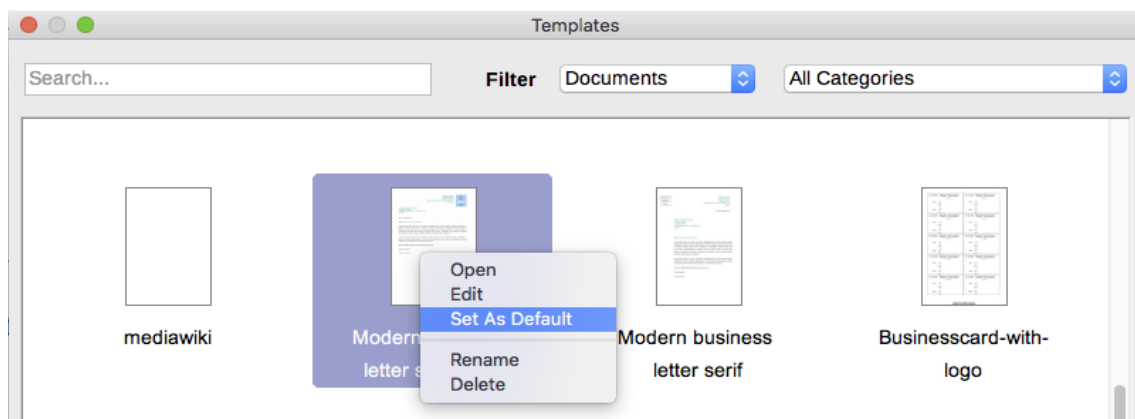 Templates
Search...
Filter
Documents
All Categories
Open
Edit
Set As Default
Rename
Delete
mediawiki
Modern
letter s
Modern business
letter serif
Businesscard-with-
logo